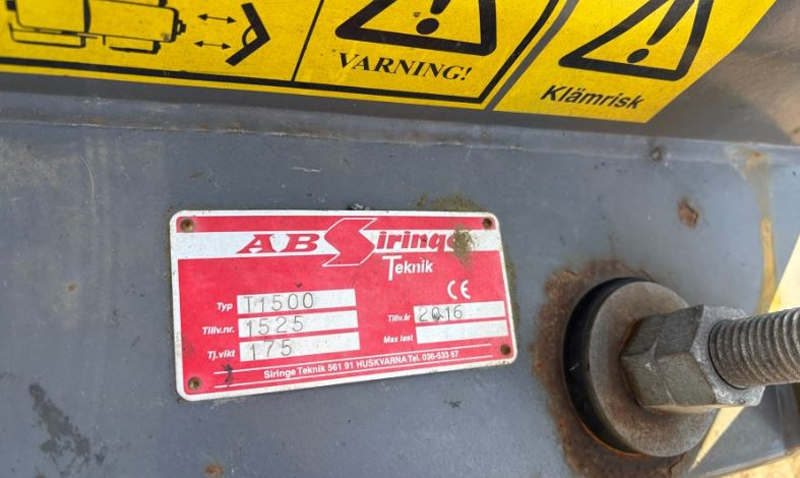 VARNING!
Klämrisk
AB Siringe
Teknik
CE
Typ T1500
Tillv.nr. 1525
Tillv.år 2016
Tj.vikt 175
Max last
Siringe Teknik 561 91 HUSKVARNA Tel. 036-533 67